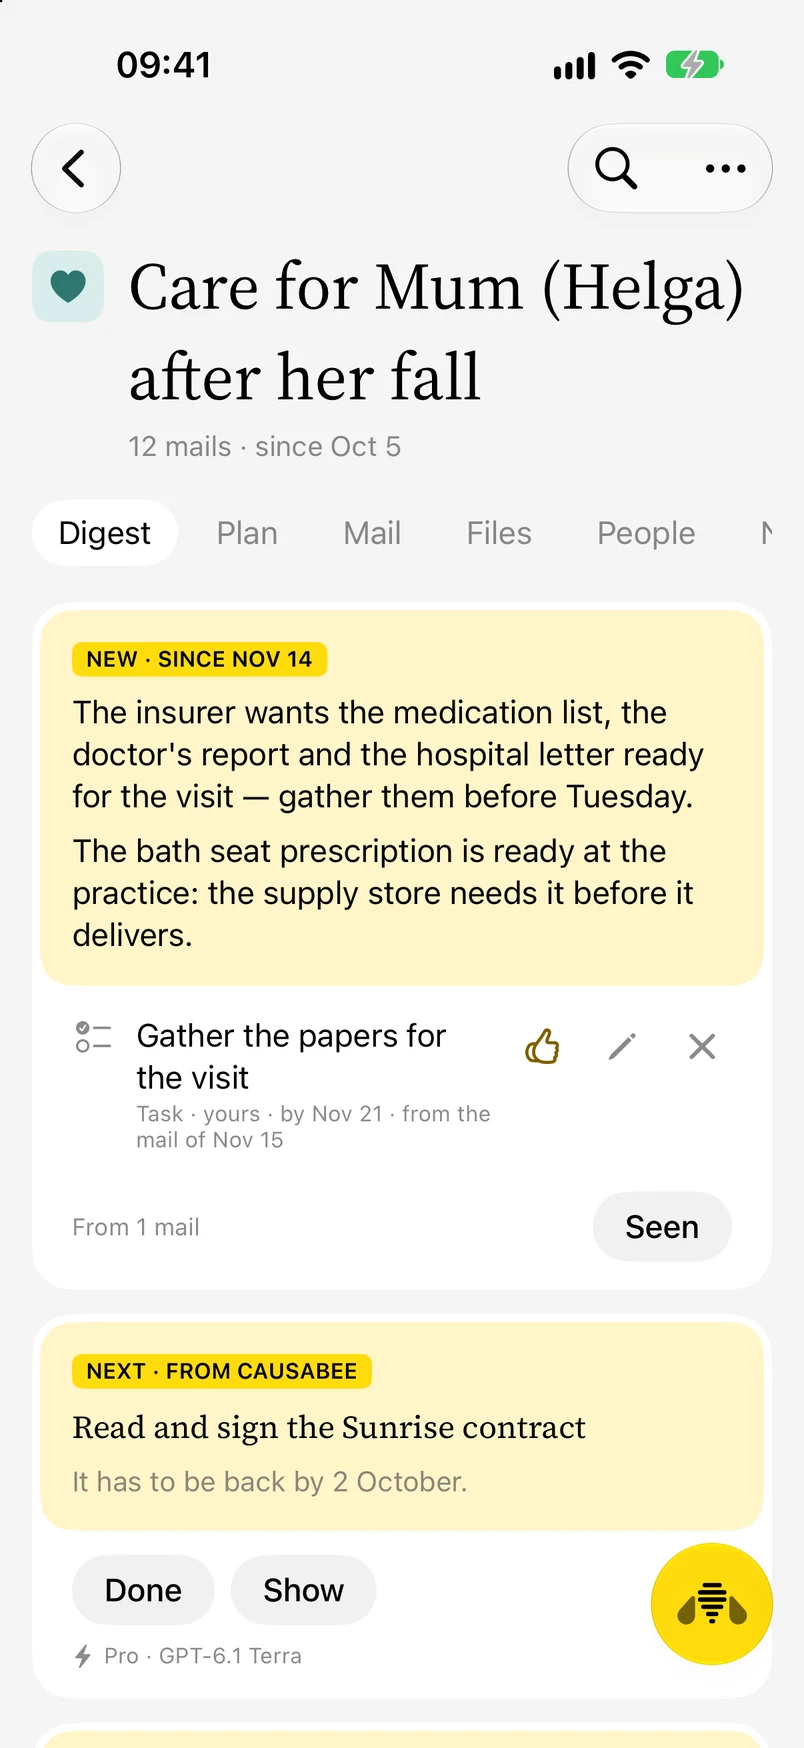 09:41
Care for Mum (Helga)
after her fall
12 mails · since Oct 5
Digest Plan Mail Files People
NEW · SINCE NOV 14
The insurer wants the medication list, the
doctor's report and the hospital letter ready
for the visit — gather them before Tuesday.
The bath seat prescription is ready at the
practice: the supply store needs it before it
delivers.
Gather the papers for
the visit
Task · yours · by Nov 21 · from the
mail of Nov 15
From 1 mail
Seen
NEXT · FROM CAUSABEE
Read and sign the Sunrise contract
It has to be back by 2 October.
Done Show
Pro · GPT-6.1 Terra